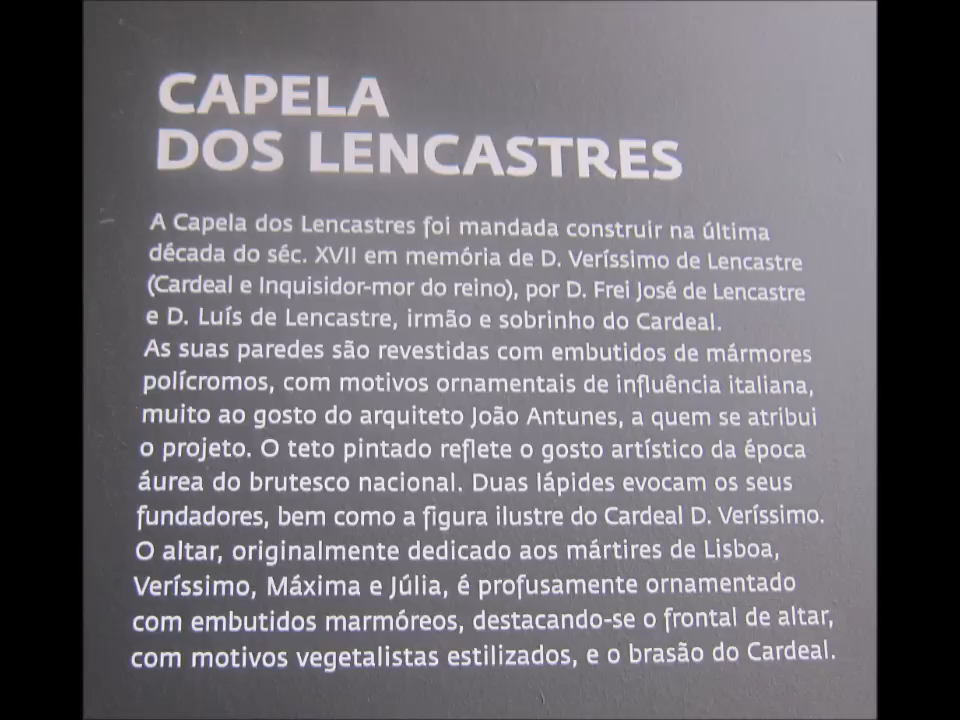 CAPELA
DOS LENCASTRES
A Capela dos Lencastres foi mandada construir na última
década do séc. XVII em memória de D. Veríssimo de Lencastre
(Cardeal e Inquisidor-mor do reino), por D. Frei José de Lencastre
e D. Luís de Lencastre, irmão e sobrinho do Cardeal.
As suas paredes são revestidas com embutidos de mármores
polícromos, com motivos ornamentais de influência italiana,
muito ao gosto do arquiteto João Antunes, a quem se atribui
o projeto. O teto pintado reflete o gosto artístico da época
áurea do brutesco nacional. Duas lápides evocam os seus
fundadores, bem como a figura ilustre do Cardeal D. Veríssimo.
O altar, originalmente dedicado aos mártires de Lisboa,
Veríssimo, Máxima e Júlia, é profusamente ornamentado
com embutidos marmóreos, destacando-se o frontal de altar,
com motivos vegetalistas estilizados, e o brasão do Cardeal.